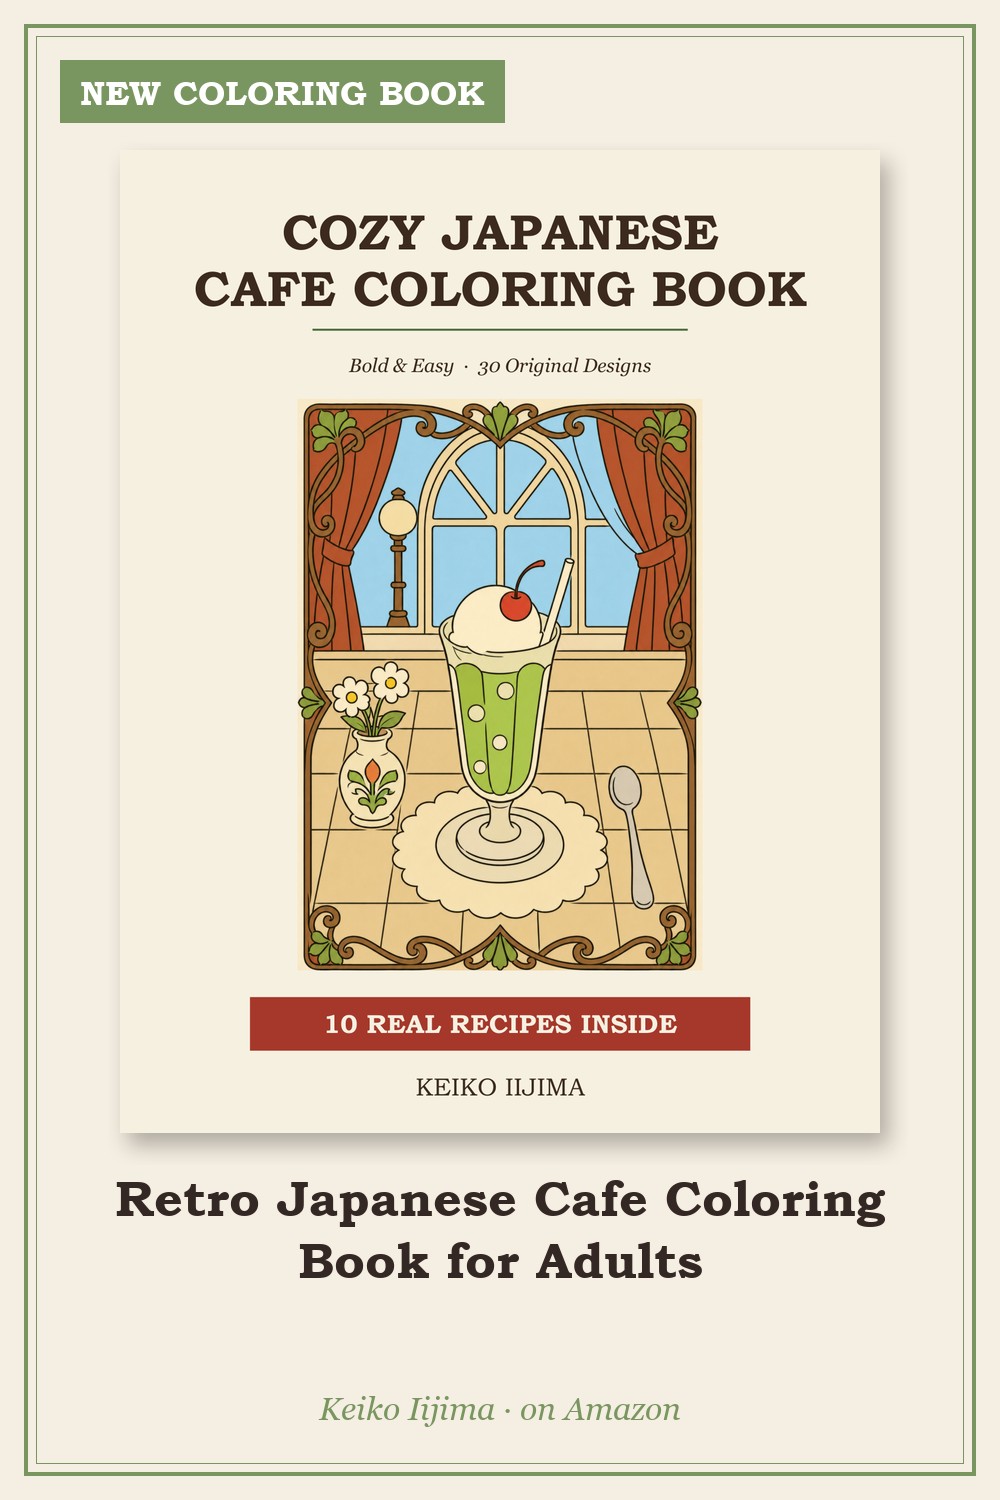 NEW COLORING BOOK
COZY JAPANESE
CAFE COLORING BOOK
Bold & Easy · 30 Original Designs
10 REAL RECIPES INSIDE
KEIKO IIJIMA
Retro Japanese Cafe Coloring
Book for Adults
Keiko Iijima · on Amazon